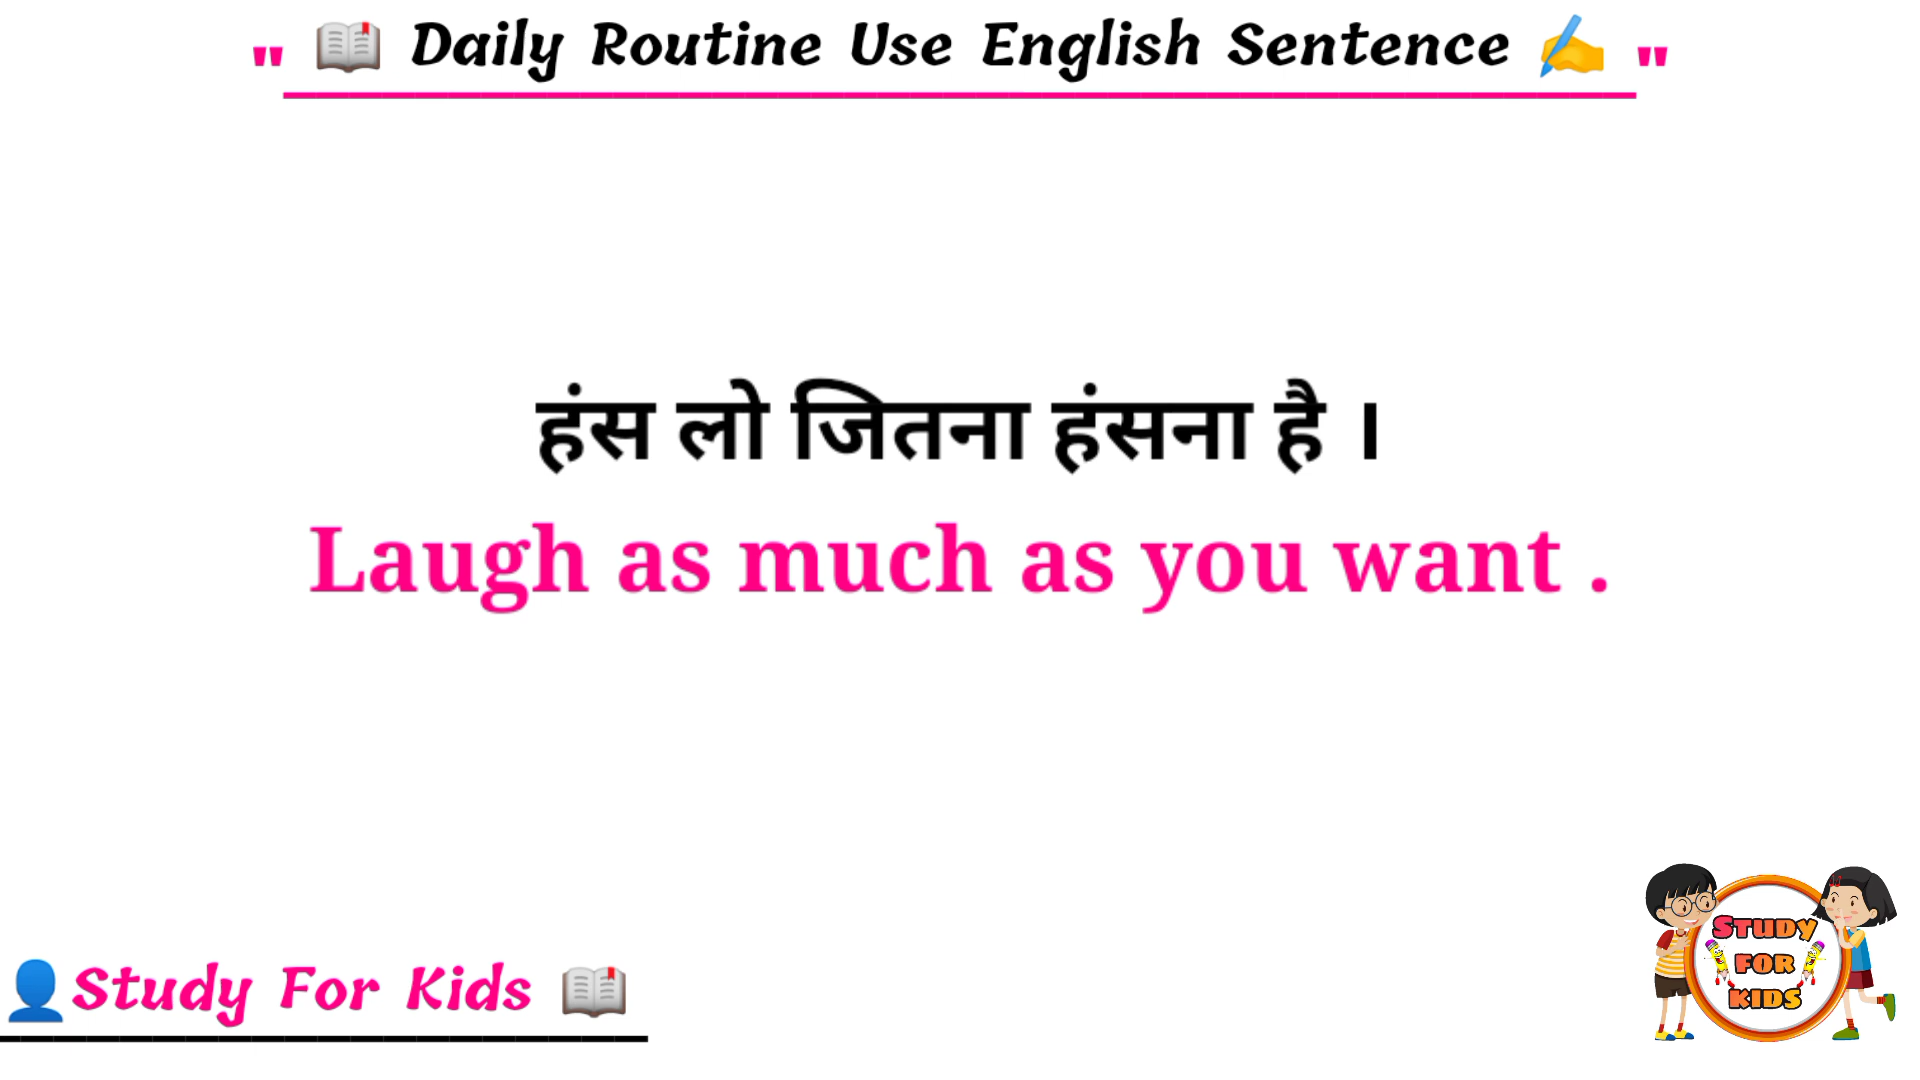 " 📖 Daily Routine Use English Sentence ✍ "
हंस लो जितना हंसना है ।
Laugh as much as you want .
👤Study For Kids 📖
STUDY
FOR
KIDS